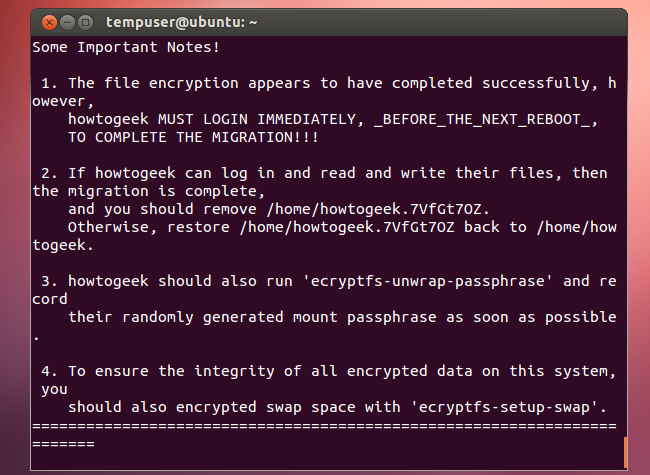 tempuser@ubuntu: ~
Some Important Notes!
1. The file encryption appears to have completed successfully, h
owever,
howtogeek MUST LOGIN IMMEDIATELY, _BEFORE_THE_NEXT_REBOOT_,
TO COMPLETE THE MIGRATION!!!
2. If howtogeek can log in and read and write their files, then
the migration is complete,
and you should remove /home/howtogeek.7VfGt7OZ.
Otherwise, restore /home/howtogeek.7VfGt7OZ back to /home/how
togeek.
3. howtogeek should also run 'ecryptfs-unwrap-passphrase' and re
cord
their randomly generated mount passphrase as soon as possible
.
4. To ensure the integrity of all encrypted data on this system,
you
should also encrypted swap space with 'ecryptfs-setup-swap'.
=================================================================
=======